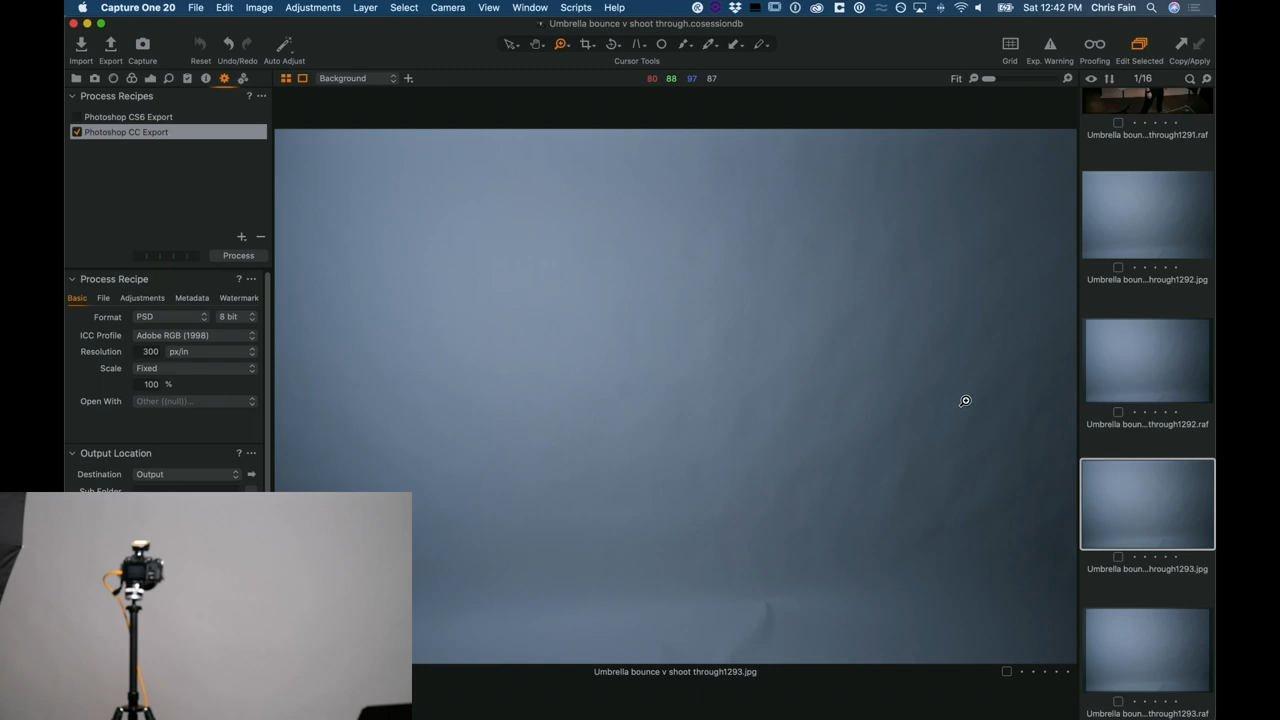 Capture One 20 File Edit Image Adjustments Layer Select Camera View Window Scripts Help Sat 12:42 PM Chris Fain
Umbrella bounce v shoot through.cosessiondb
Import Export Capture Reset Undo/Redo Auto Adjust Cursor Tools Grid Exp. Warning Proofing Edit Selected Copy/Apply
Background 80 88 97 87 Fit 1/16
Process Recipes ? ...
Photoshop CS6 Export
Photoshop CC Export
Process
Process Recipe ? ...
Basic File Adjustments Metadata Watermark
Format PSD 8 bit
ICC Profile Adobe RGB (1998)
Resolution 300 px/in
Scale Fixed
100 %
Open With Other ((null))...
Output Location ? ...
Destination Output
Sub Folder
Umbrella bounce v shoot through1293.jpg
Umbrella boun...through1291.raf
Umbrella boun...through1292.jpg
Umbrella boun...through1292.raf
Umbrella boun...hrough1293.jpg
Umbrella boun...through1293.raf